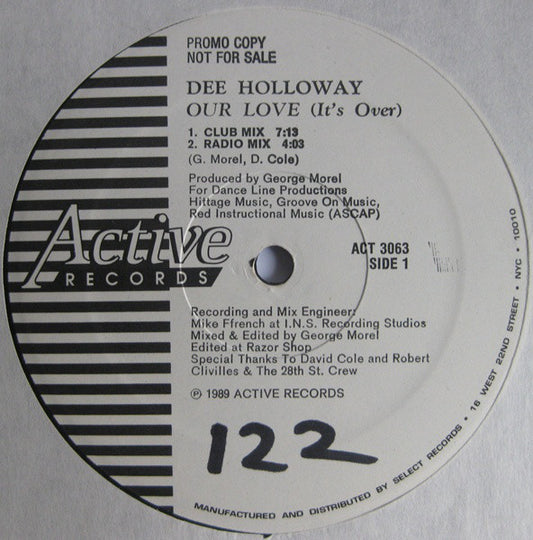 PROMO COPY
NOT FOR SALE
DEE HOLLOWAY
OUR LOVE (It's Over)
1. CLUB MIX 7:13
2. RADIO MIX 4:03
(G. Morel, D. Cole)
Produced by George Morel
For Dance Line Productions
Hittage Music, Groove On Music,
Red Instructional Music (ASCAP)
Active
RECORDS
ACT 3063
SIDE 1
Recording and Mix Engineer:
Mike Ffrench at I.N.S. Recording Studios
Mixed & Edited by George Morel
Edited at Razor Shop
Special Thanks To David Cole and Robert
Clivilles & The 28th St. Crew
℗ 1989 ACTIVE RECORDS
122
MANUFACTURED AND DISTRIBUTED BY SELECT RECORDS • 16 WEST 22ND STREET • NYC • 10010